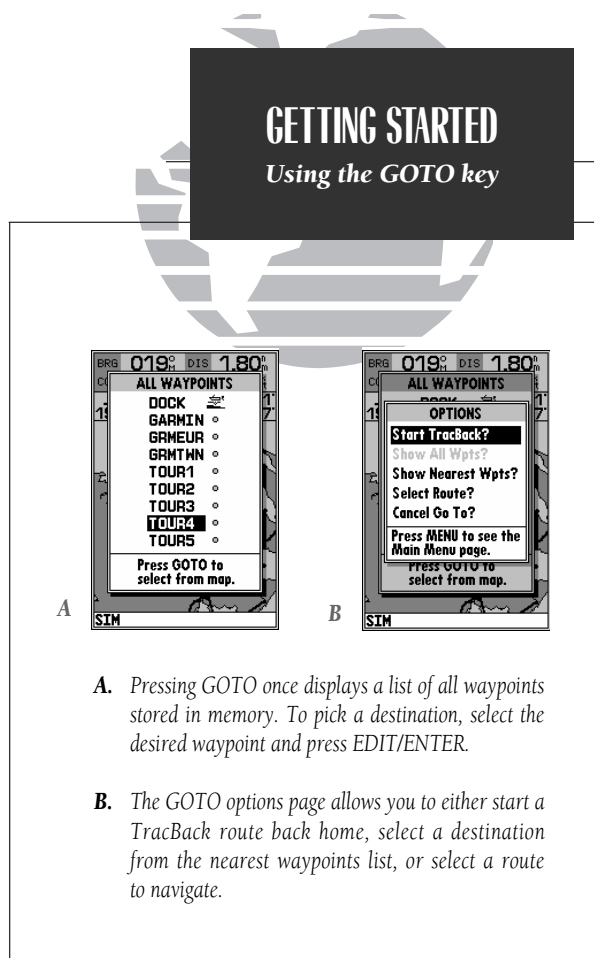 GETTING STARTED
Using the GOTO key
BRG 019°M DIS 1.80nm
ALL WAYPOINTS
DOCK
GARMIN
GRMEUR
GRMTWN
TOUR1
TOUR2
TOUR3
TOUR4
TOUR5
Press GOTO to
select from map.
SIM
A
BRG 019°M DIS 1.80nm
ALL WAYPOINTS
OPTIONS
Start TracBack?
Show All Wpts?
Show Nearest Wpts?
Select Route?
Cancel Go To?
Press MENU to see the
Main Menu page.
Press GOTO to
select from map.
SIM
B
A. Pressing GOTO once displays a list of all waypoints
stored in memory. To pick a destination, select the
desired waypoint and press EDIT/ENTER.
B. The GOTO options page allows you to either start a
TracBack route back home, select a destination
from the nearest waypoints list, or select a route
to navigate.